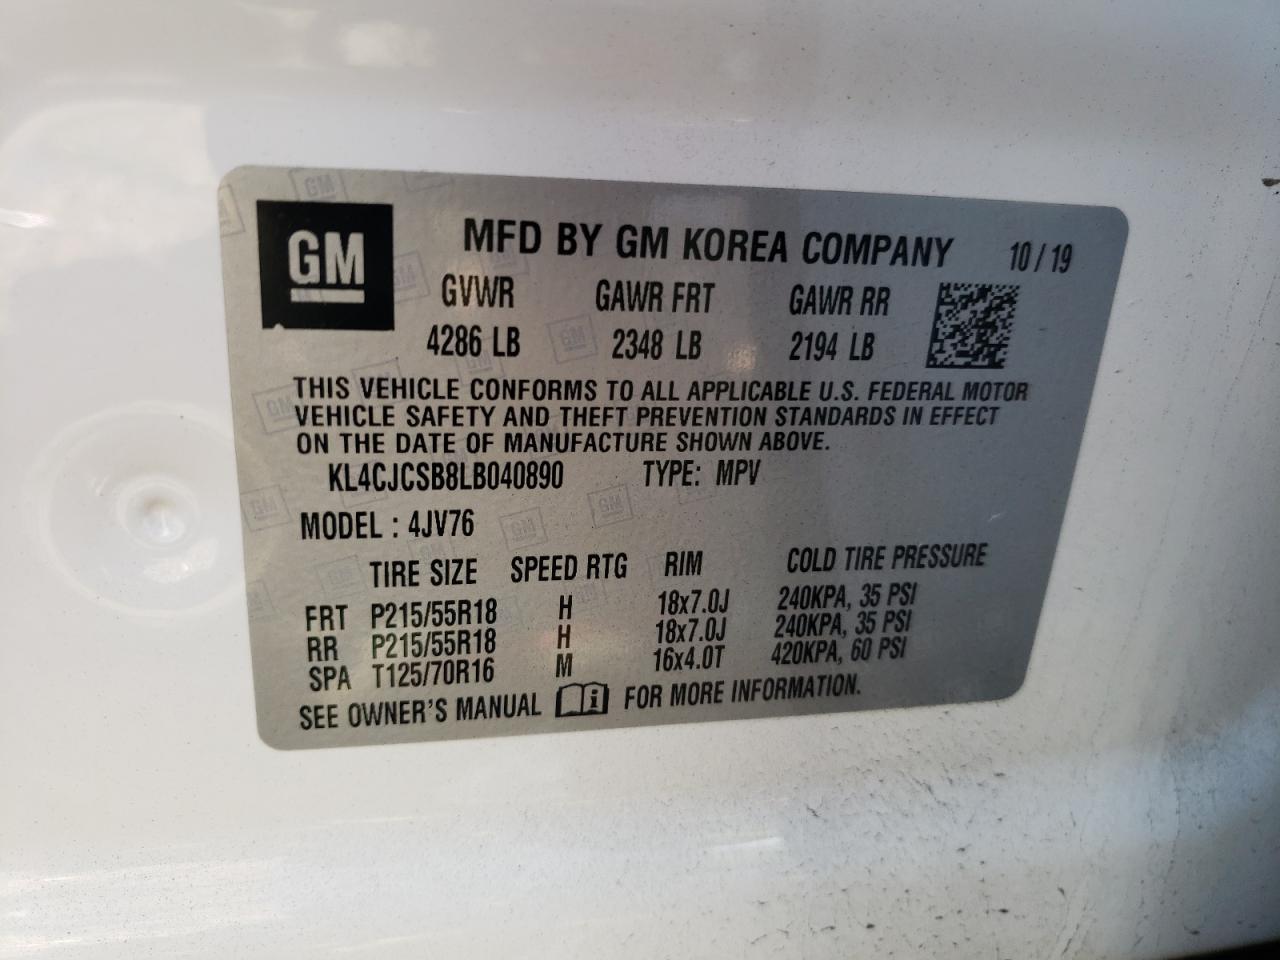 GM
MFD BY GM KOREA COMPANY 10/19
GVWR GAWR FRT GAWR RR
4286 LB 2348 LB 2194 LB
THIS VEHICLE CONFORMS TO ALL APPLICABLE U.S. FEDERAL MOTOR
VEHICLE SAFETY AND THEFT PREVENTION STANDARDS IN EFFECT
ON THE DATE OF MANUFACTURE SHOWN ABOVE.
KL4CJCSB8LB040890 TYPE: MPV
MODEL : 4JV76
TIRE SIZE SPEED RTG RIM COLD TIRE PRESSURE
FRT P215/55R18 H 18x7.0J 240KPA, 35 PSI
RR P215/55R18 H 18x7.0J 240KPA, 35 PSI
SPA T125/70R16 M 16x4.0T 420KPA, 60 PSI
SEE OWNER'S MANUAL i FOR MORE INFORMATION.